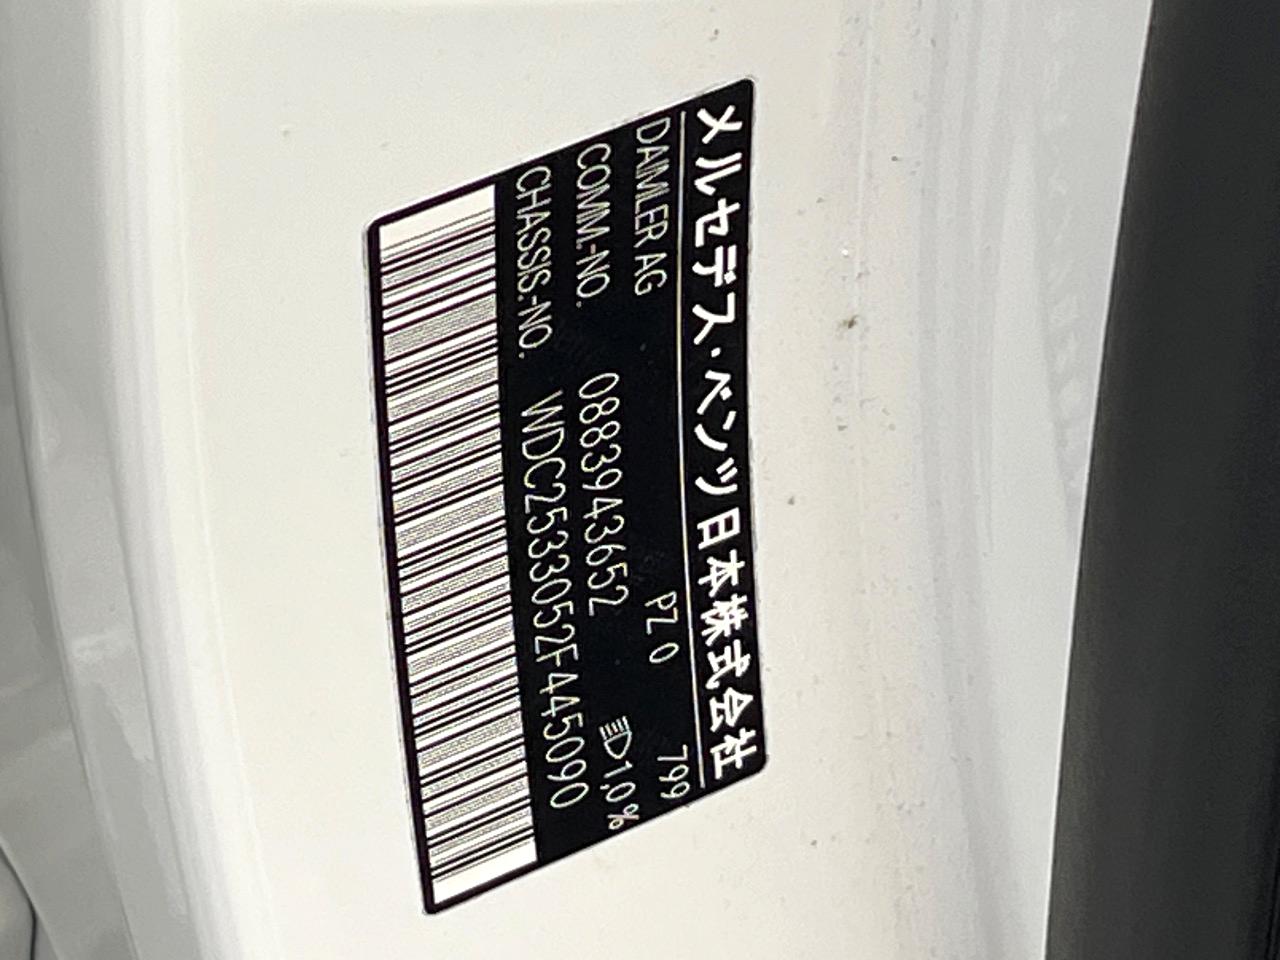 メルセデス・ベンツ日本株式会社
DAIMLER AG PZ 0 799
COMM.-NO. 0883943652 1,0%
CHASSIS.-NO. WDC2533052F445090